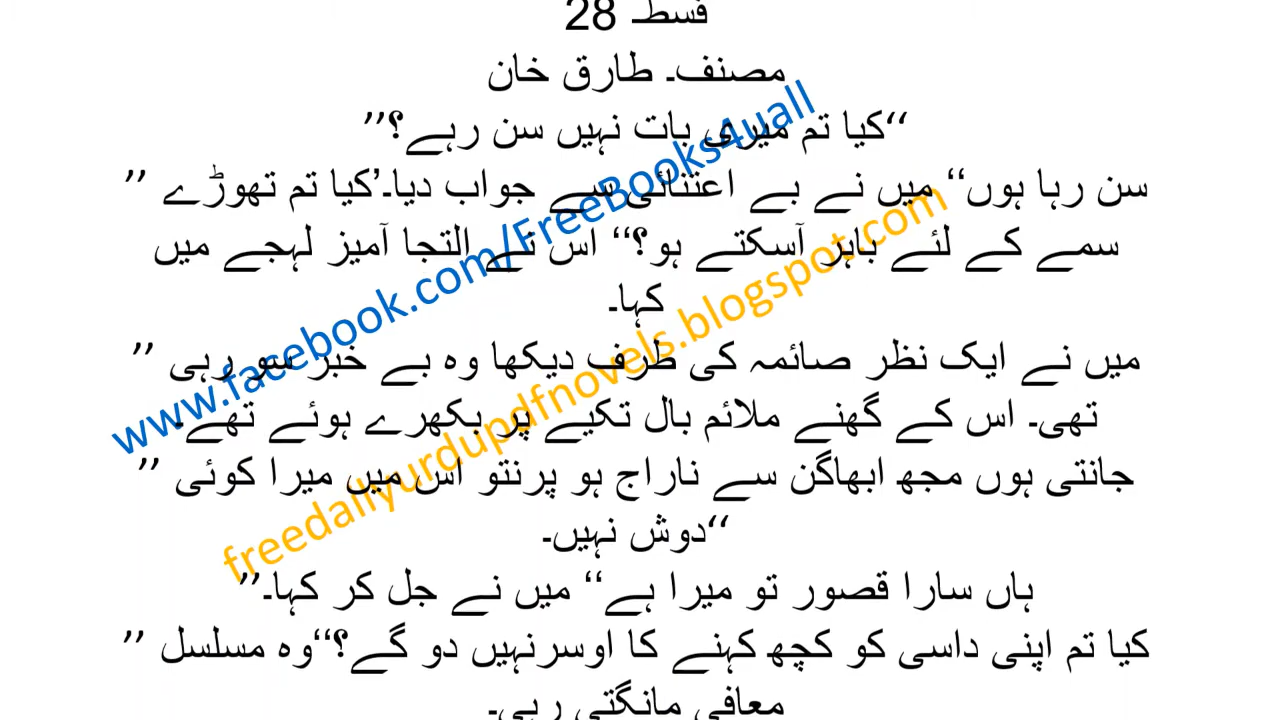 قسط۔ 28
مصنف۔ طارق خان
‘‘کیا تم میری بات نہیں سن رہے؟’’
سن رہا ہوں‘‘ میں نے بے اعتنائی سے جواب دیا۔’کیا تم تھوڑے ’’
سمے کے لئے باہر آسکتے ہو؟‘‘ اس نے التجا آمیز لہجے میں
کہا۔
میں نے ایک نظر صائمہ کی طرف دیکھا وہ بے خبر سو رہی ’’
تھی۔ اس کے گھنے ملائم بال تکیے پر بکھرے ہوئے تھے۔
جانتی ہوں مجھ ابھاگن سے ناراج ہو پرنتو اس میں میرا کوئی ’’
‘‘دوش نہیں۔
ہاں سارا قصور تو میرا ہے‘‘ میں نے جل کر کہا۔’’
کیا تم اپنی داسی کو کچھ کہنے کا اوسرنہیں دو گے؟‘‘وہ مسلسل ’’
معافی مانگتی رہی۔
www.facebook.com/FreeBooks4uall
freedailyurdupdfnovels.blogspot.com